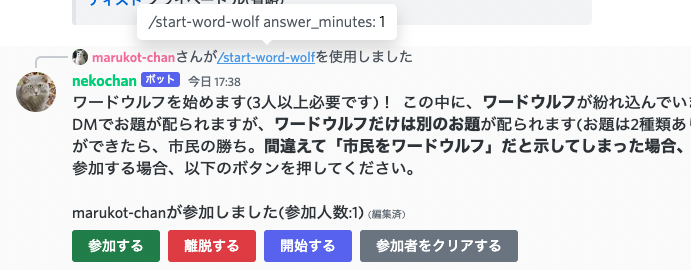 /start-word-wolf answer_minutes: 1
marukot-chanさんが/start-word-wolfを使用しました
nekochan ボット 今日 17:38
ワードウルフを始めます(3人以上必要です)！ この中に、ワードウルフが紛れ込んでいま
DMでお題が配られますが、ワードウルフだけは別のお題が配られます(お題は2種類あり
ができたら、市民の勝ち。間違えて「市民をワードウルフ」だと示してしまった場合、
参加する場合、以下のボタンを押してください。
marukot-chanが参加しました(参加人数:1) (編集済)
参加する 離脱する 開始する 参加者をクリアする